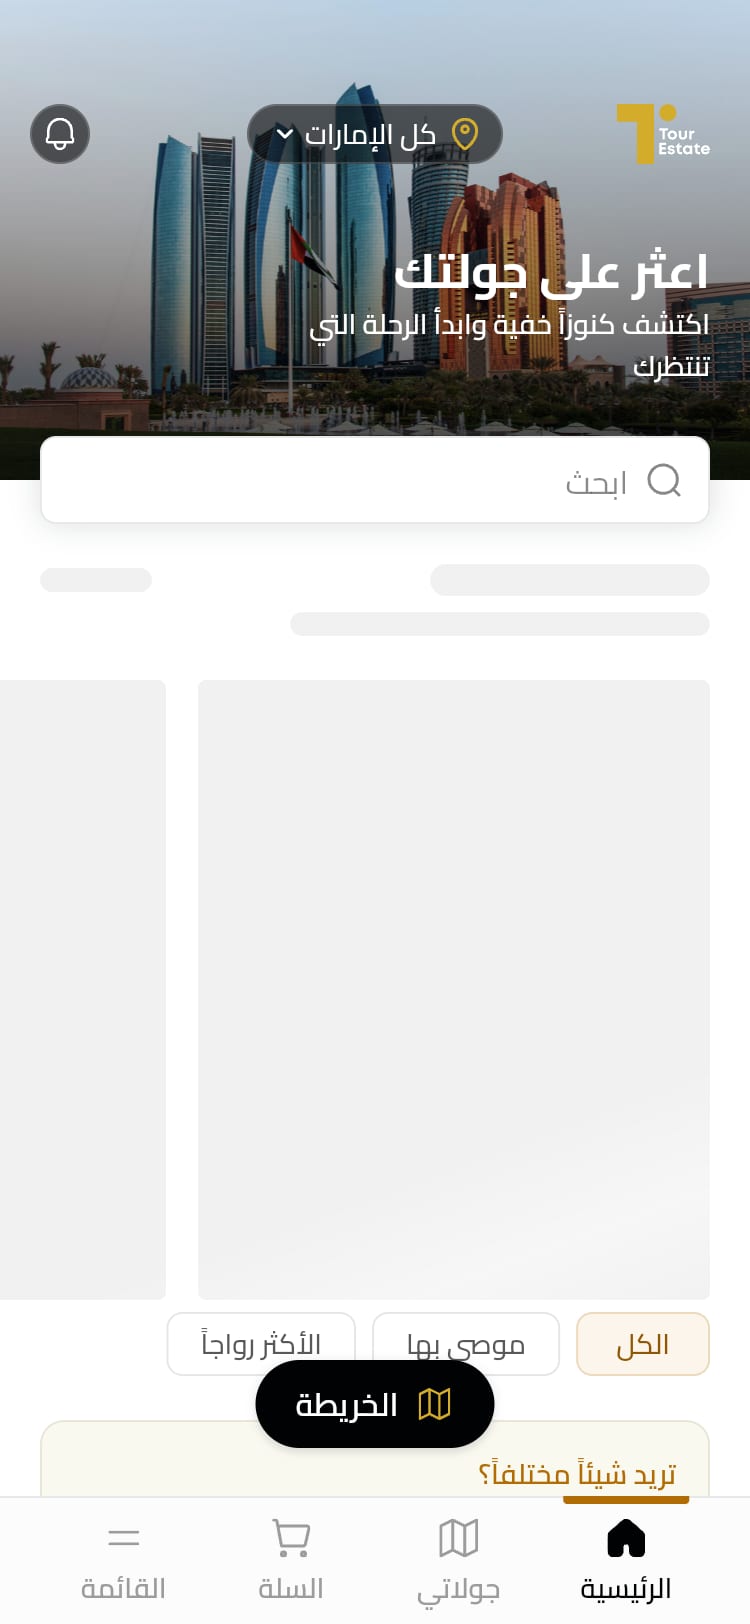 Tour
Estate
كل الإمارات
اعثر على جولتك
اكتشف كنوزاً خفية وابدأ الرحلة التي
تنتظرك
ابحث
الكل
موصى بها
الأكثر رواجاً
الخريطة
تريد شيئاً مختلفاً؟
الرئيسية
جولاتي
السلة
القائمة